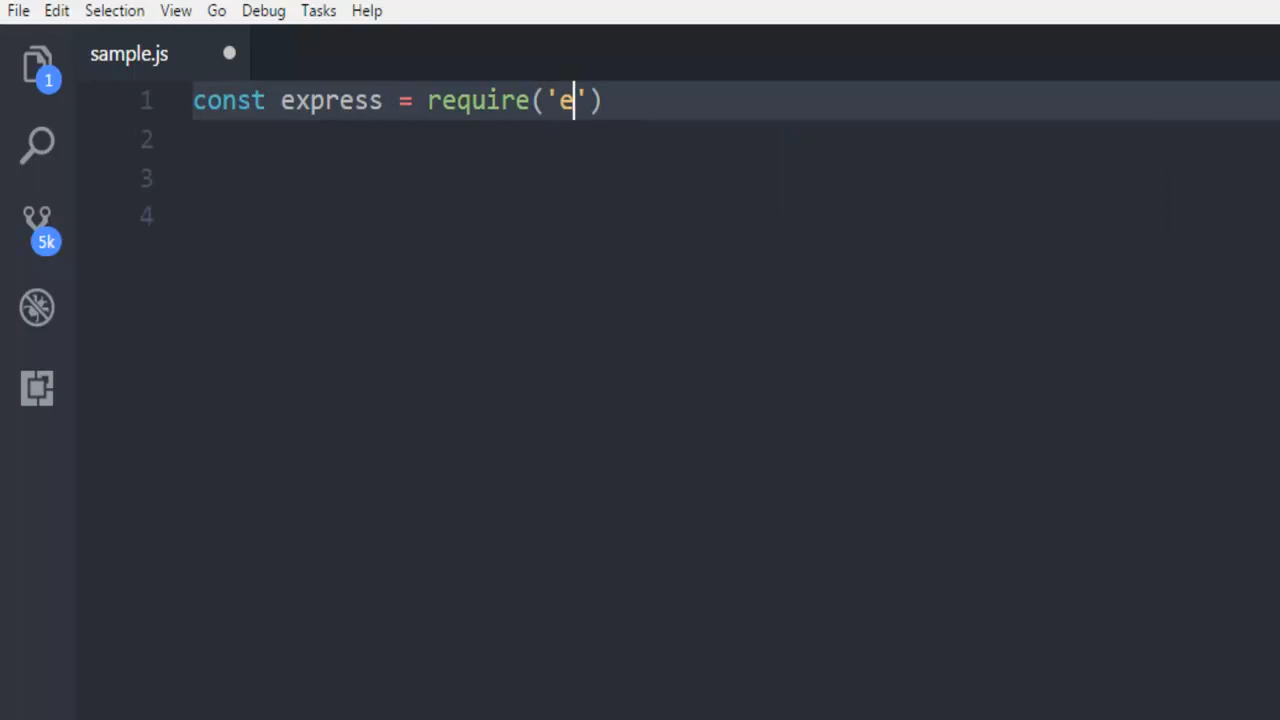 File Edit Selection View Go Debug Tasks Help
sample.js
1
1 const express = require('e')
2
3
4
5k